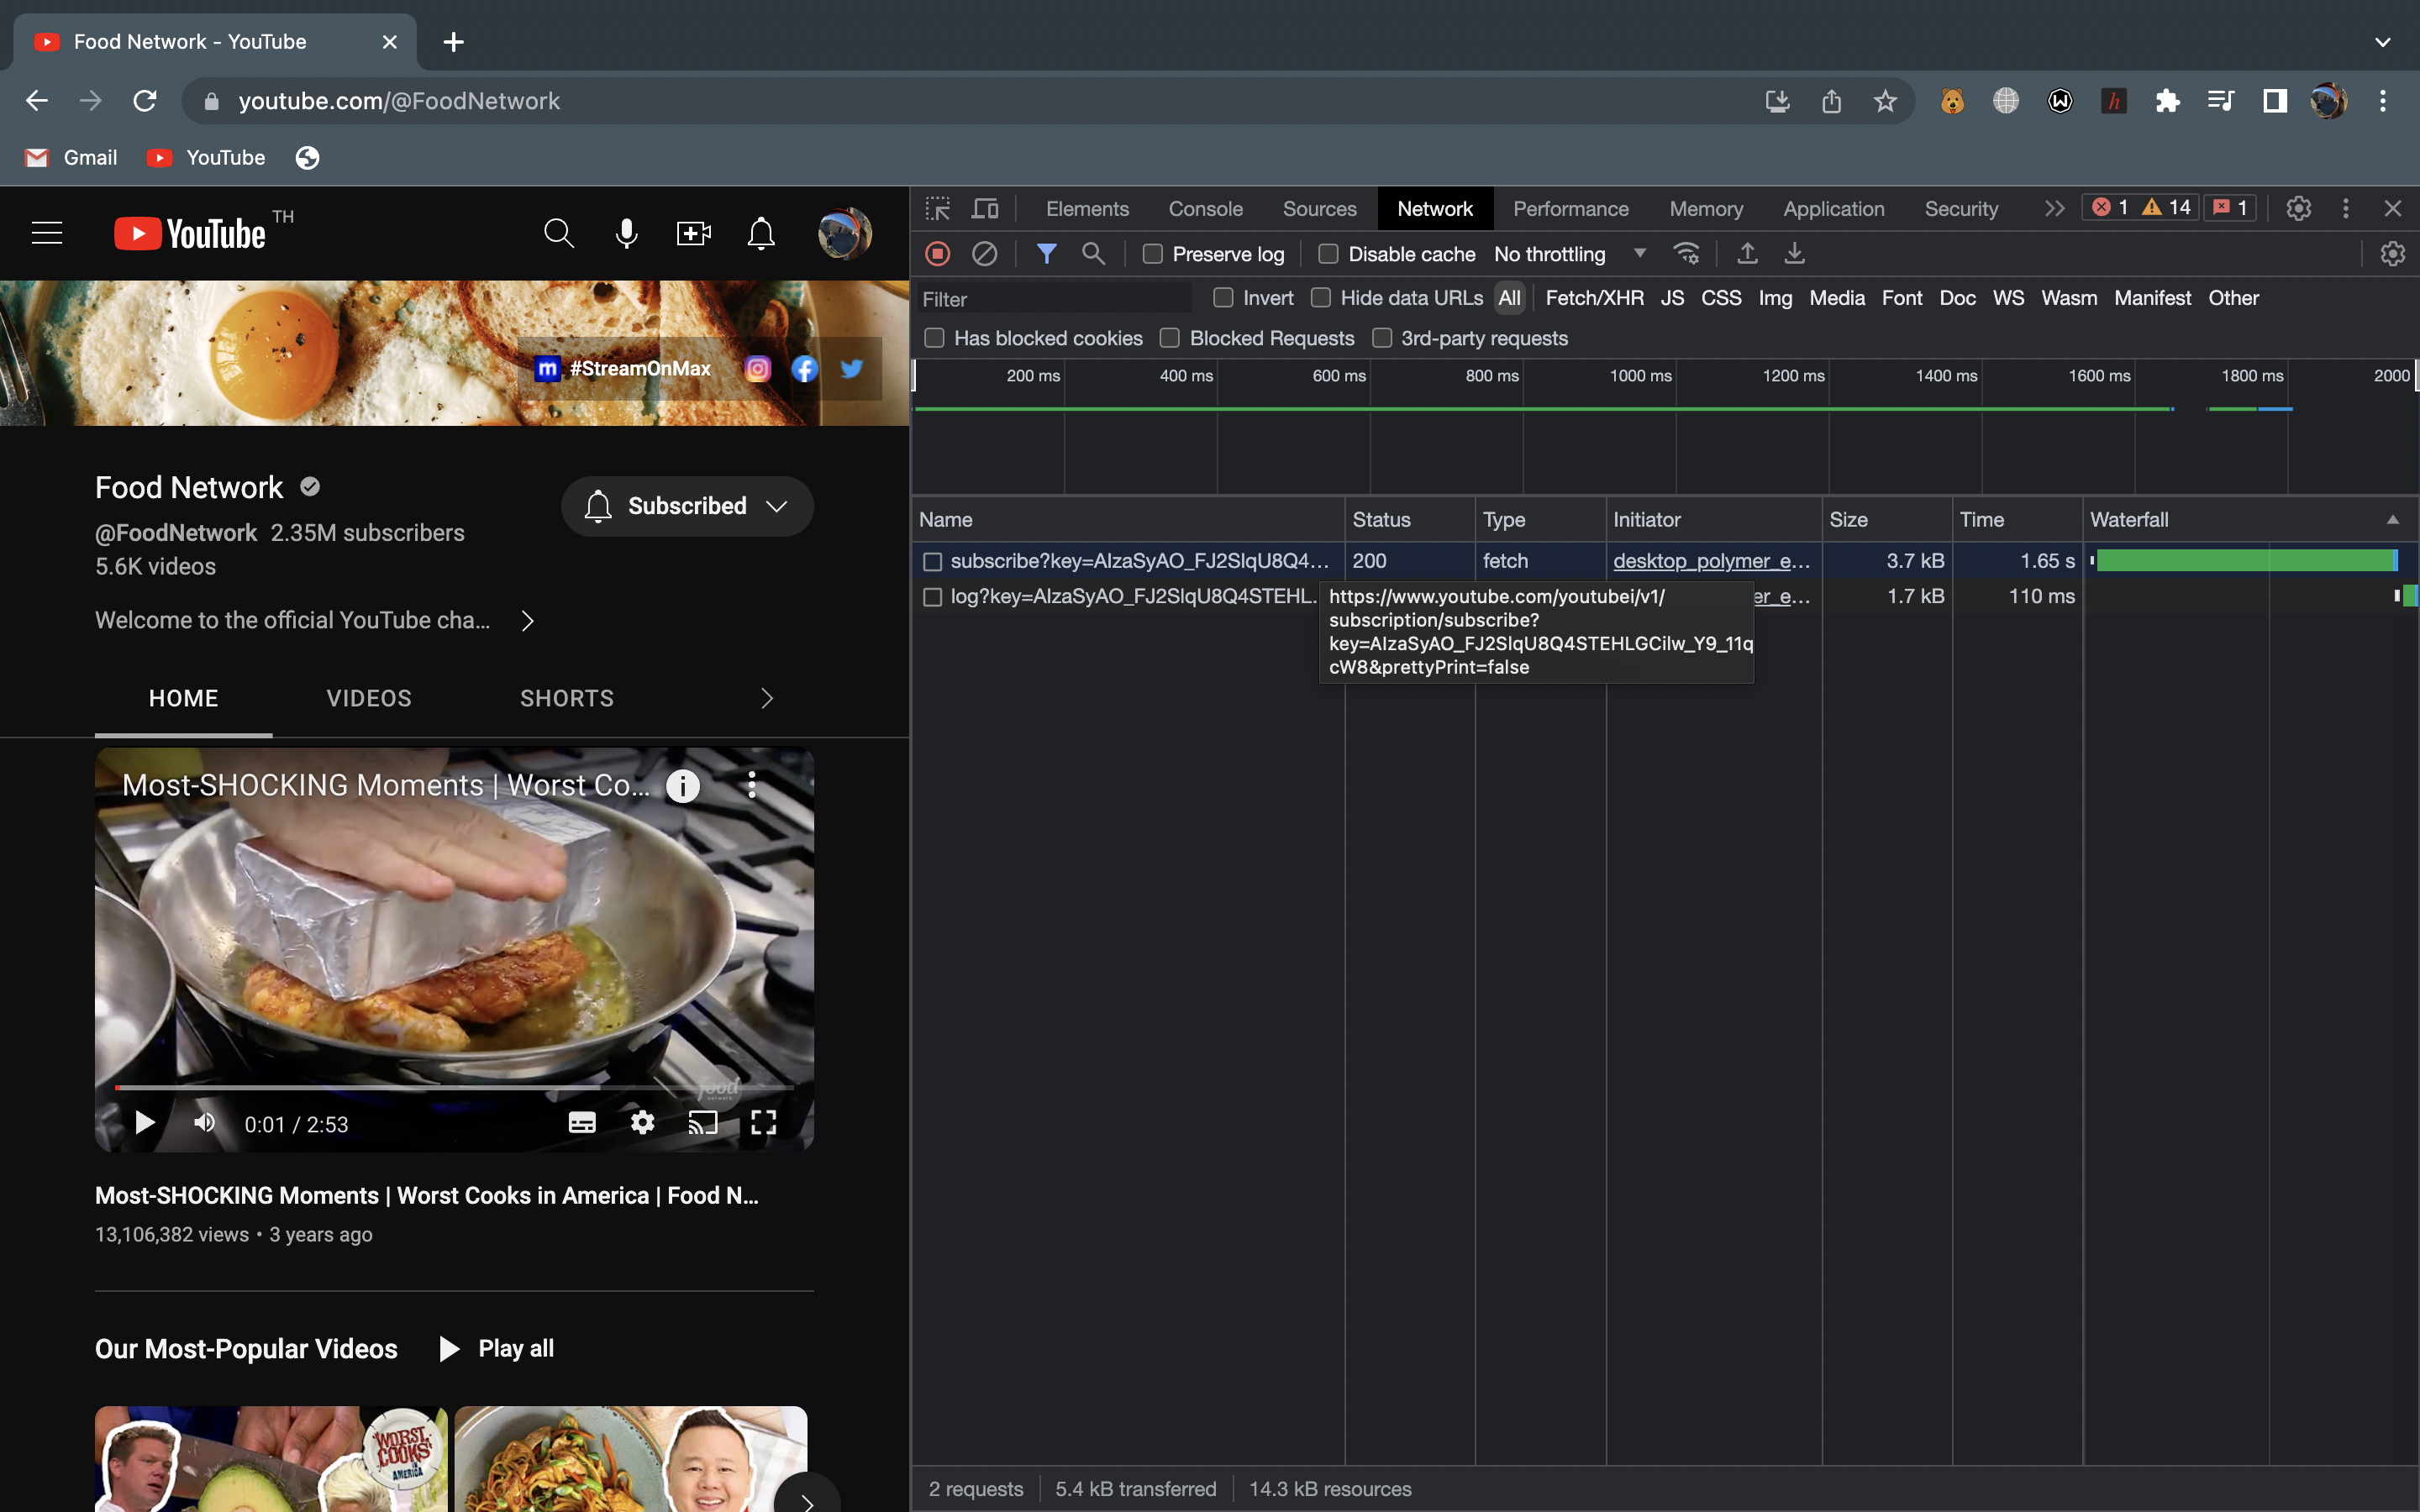 Food Network - YouTube
youtube.com/@FoodNetwork
Gmail
YouTube
YouTube TH
m #StreamOnMax
Food Network
@FoodNetwork 2.35M subscribers
5.6K videos
Subscribed
Welcome to the official YouTube cha...
HOME VIDEOS SHORTS
Most-SHOCKING Moments | Worst Co...
food
network
0:01 / 2:53
Most-SHOCKING Moments | Worst Cooks in America | Food N...
13,106,382 views • 3 years ago
Our Most-Popular Videos
Play all
WORST
COOKS
IN
AMERICA
Elements Console Sources Network Performance Memory Application Security 1 14 1
Preserve log Disable cache No throttling
Filter Invert Hide data URLs All Fetch/XHR JS CSS Img Media Font Doc WS Wasm Manifest Other
Has blocked cookies Blocked Requests 3rd-party requests
200 ms 400 ms 600 ms 800 ms 1000 ms 1200 ms 1400 ms 1600 ms 1800 ms 2000
Name Status Type Initiator Size Time Waterfall
subscribe?key=AIzaSyAO_FJ2SlqU8Q4... 200 fetch desktop_polymer_e... 3.7 kB 1.65 s
log?key=AIzaSyAO_FJ2SlqU8Q4STEHL. er_e... 1.7 kB 110 ms
https://www.youtube.com/youtubei/v1/
subscription/subscribe?
key=AIzaSyAO_FJ2SlqU8Q4STEHLGCilw_Y9_11q
cW8&prettyPrint=false
2 requests 5.4 kB transferred 14.3 kB resources